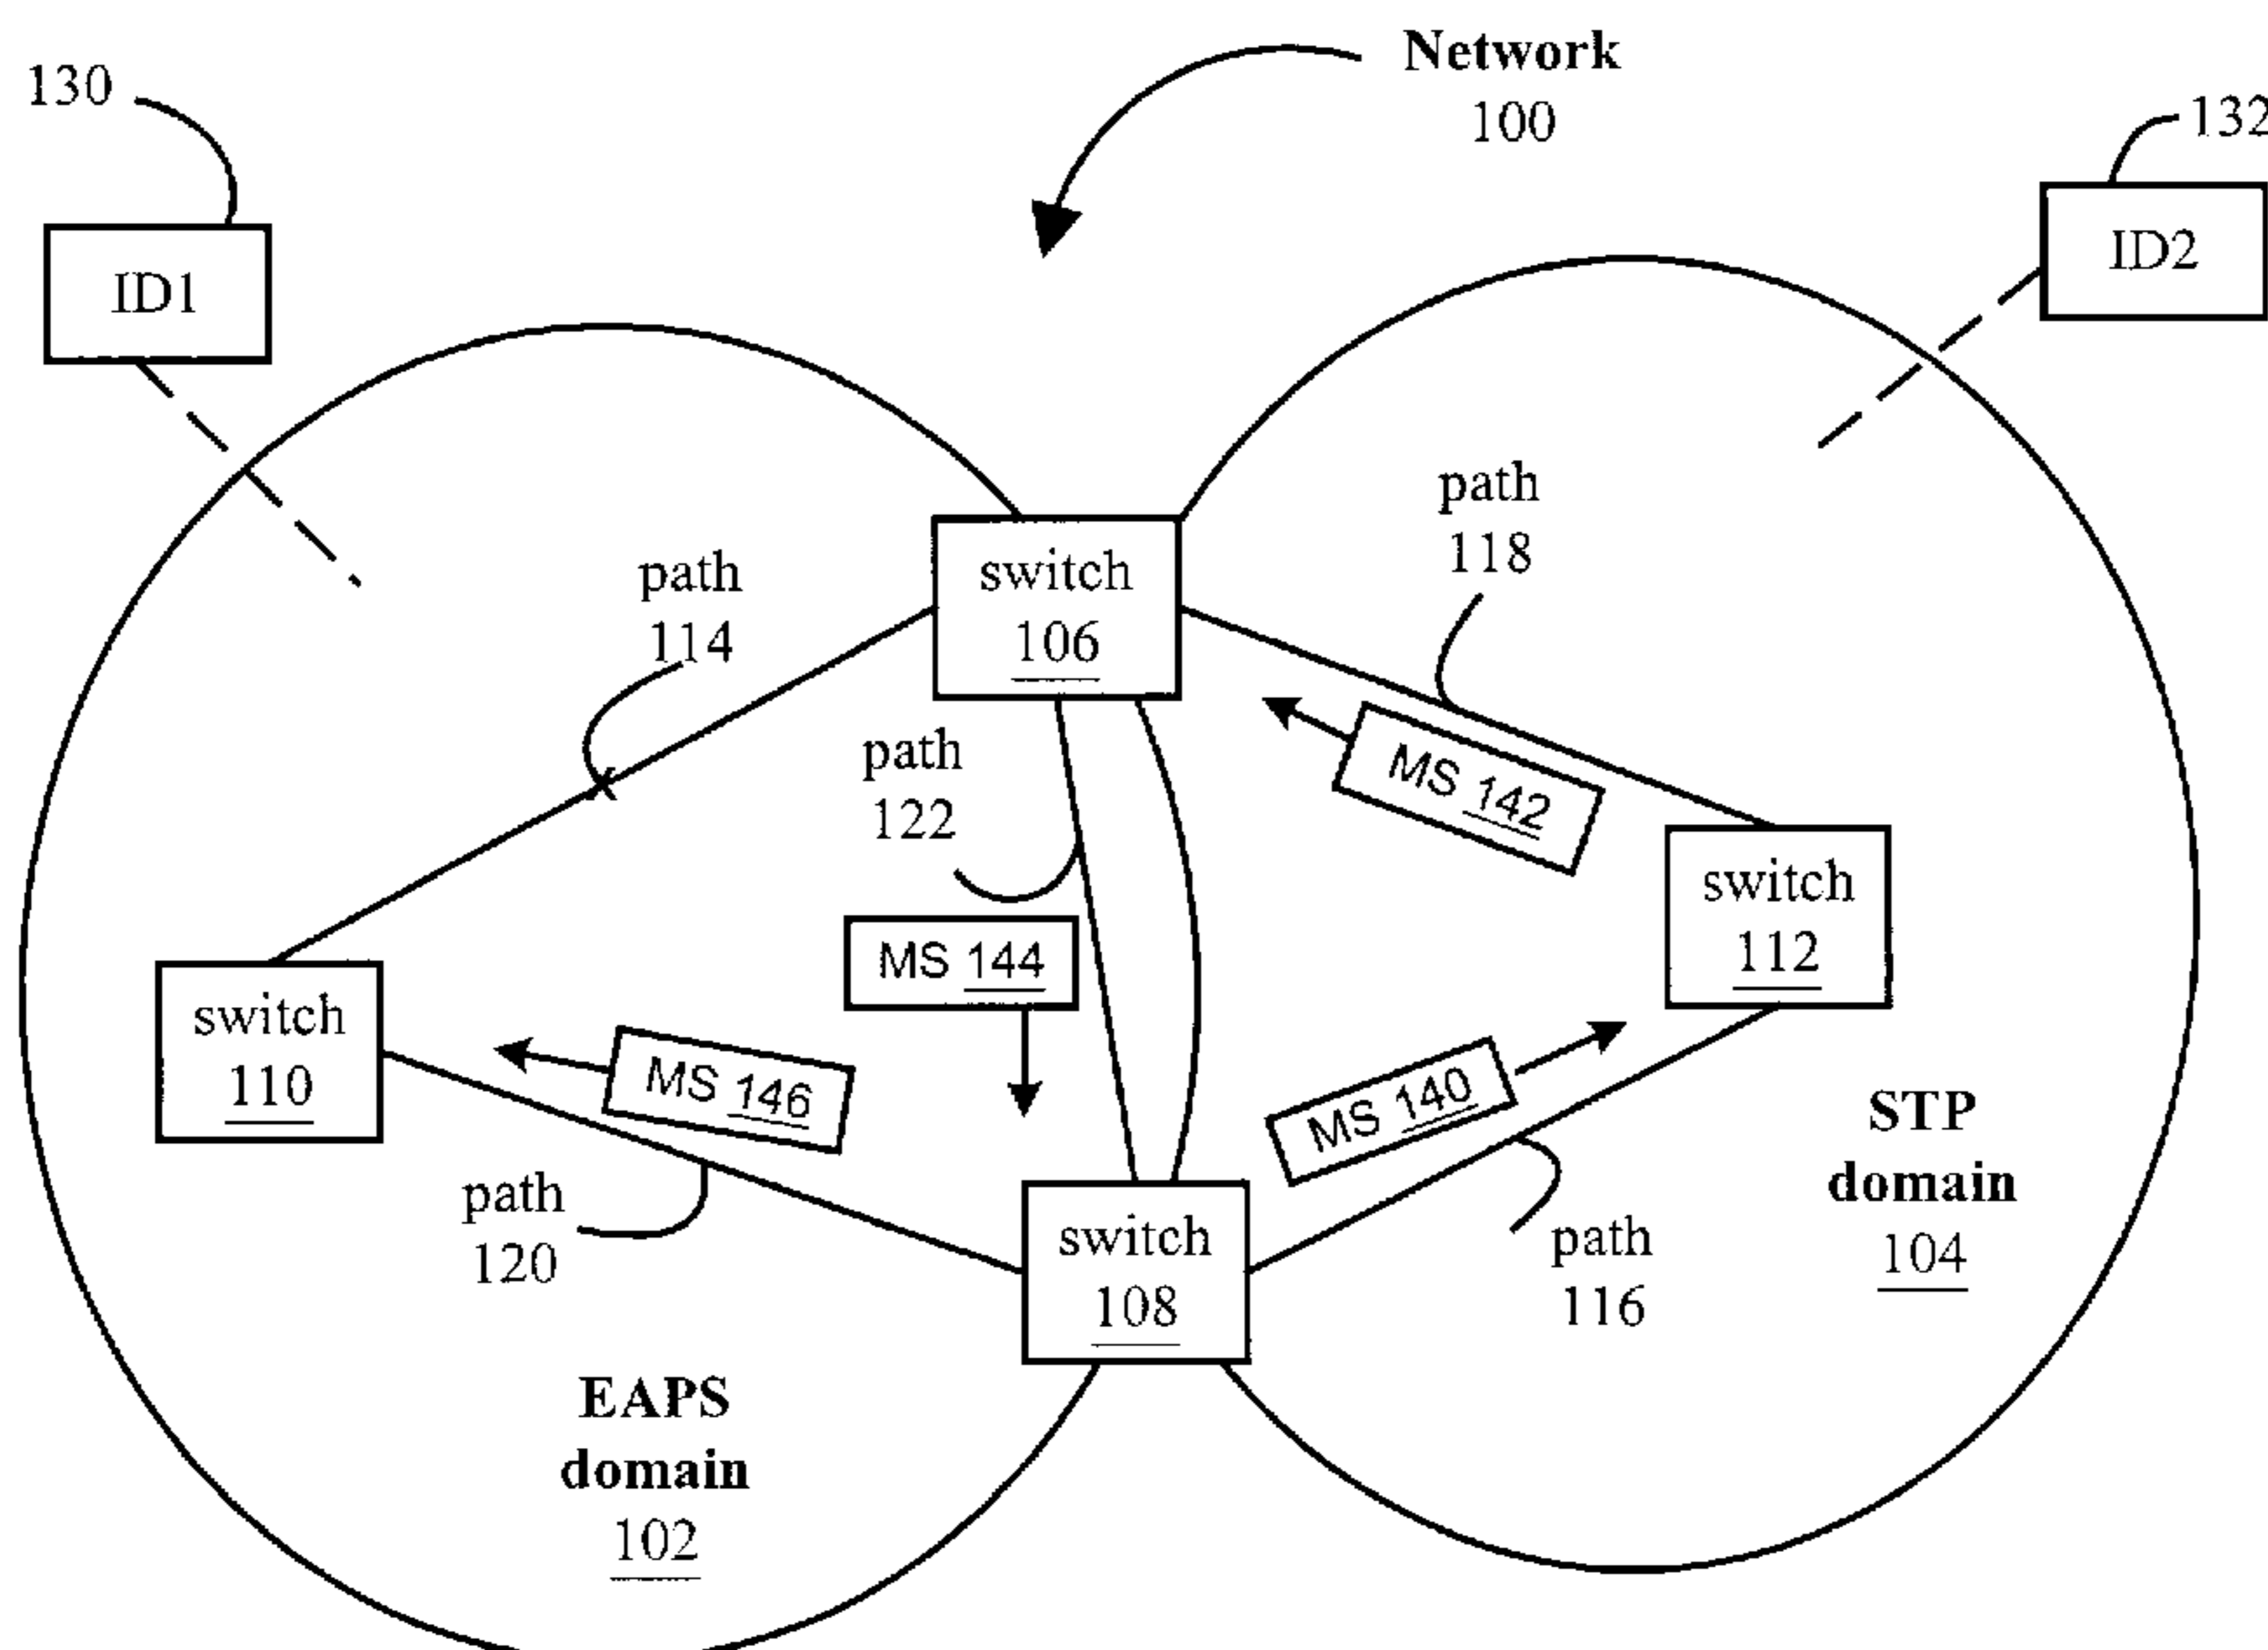 Network
100
130
132
ID1
ID2
path
118
path
114
switch
106
path
122
MS 142
switch
112
MS 144
switch
110
MS 146
MS 140
STP
domain
104
path
120
switch
108
path
116
EAPS
domain
102